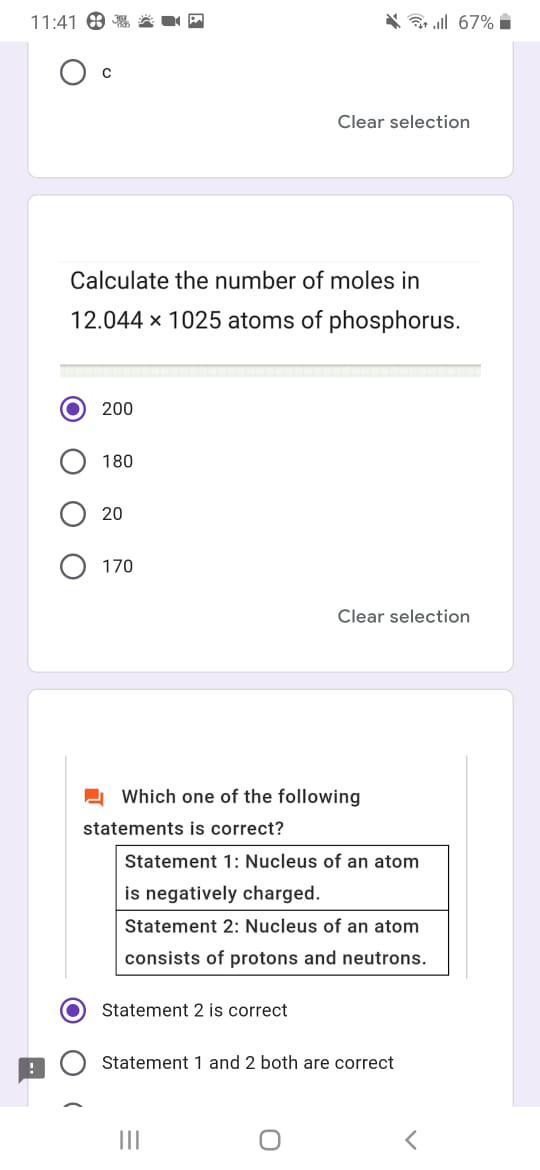 11:41 67%
c
Clear selection
Calculate the number of moles in
12.044 × 1025 atoms of phosphorus.
200
180
20
170
Clear selection
Which one of the following
statements is correct?
Statement 1: Nucleus of an atom
is negatively charged.
Statement 2: Nucleus of an atom
consists of protons and neutrons.
Statement 2 is correct
Statement 1 and 2 both are correct